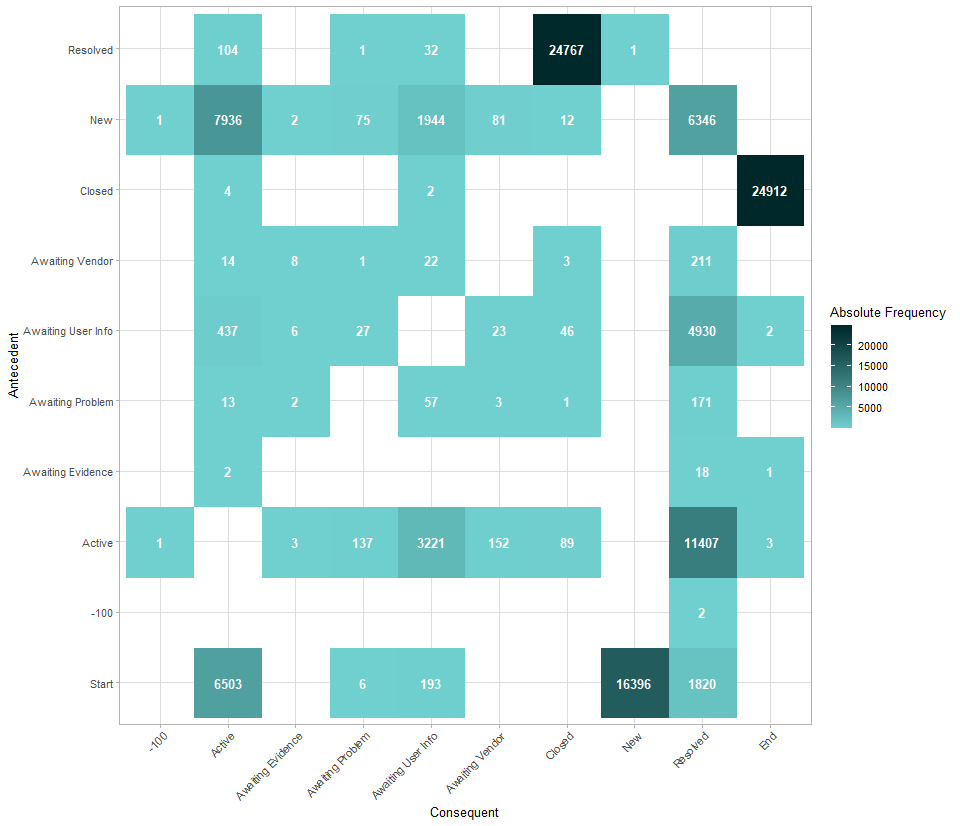 Resolved 104 1 32 24767 1
New 1 7936 2 75 1944 81 12 6346
Closed 4 2 24912
Awaiting Vendor 14 8 1 22 3 211
Awaiting User Info 437 6 27 23 46 4930 2
Awaiting Problem 13 2 57 3 1 171
Awaiting Evidence 2 18 1
Active 1 3 137 3221 152 89 11407 3
-100 2
Start 6503 6 193 16396 1820
Antecedent
-100
Active
Awaiting Evidence
Awaiting Problem
Awaiting User Info
Awaiting Vendor
Closed
New
Resolved
End
Consequent
Absolute Frequency
20000
15000
10000
5000